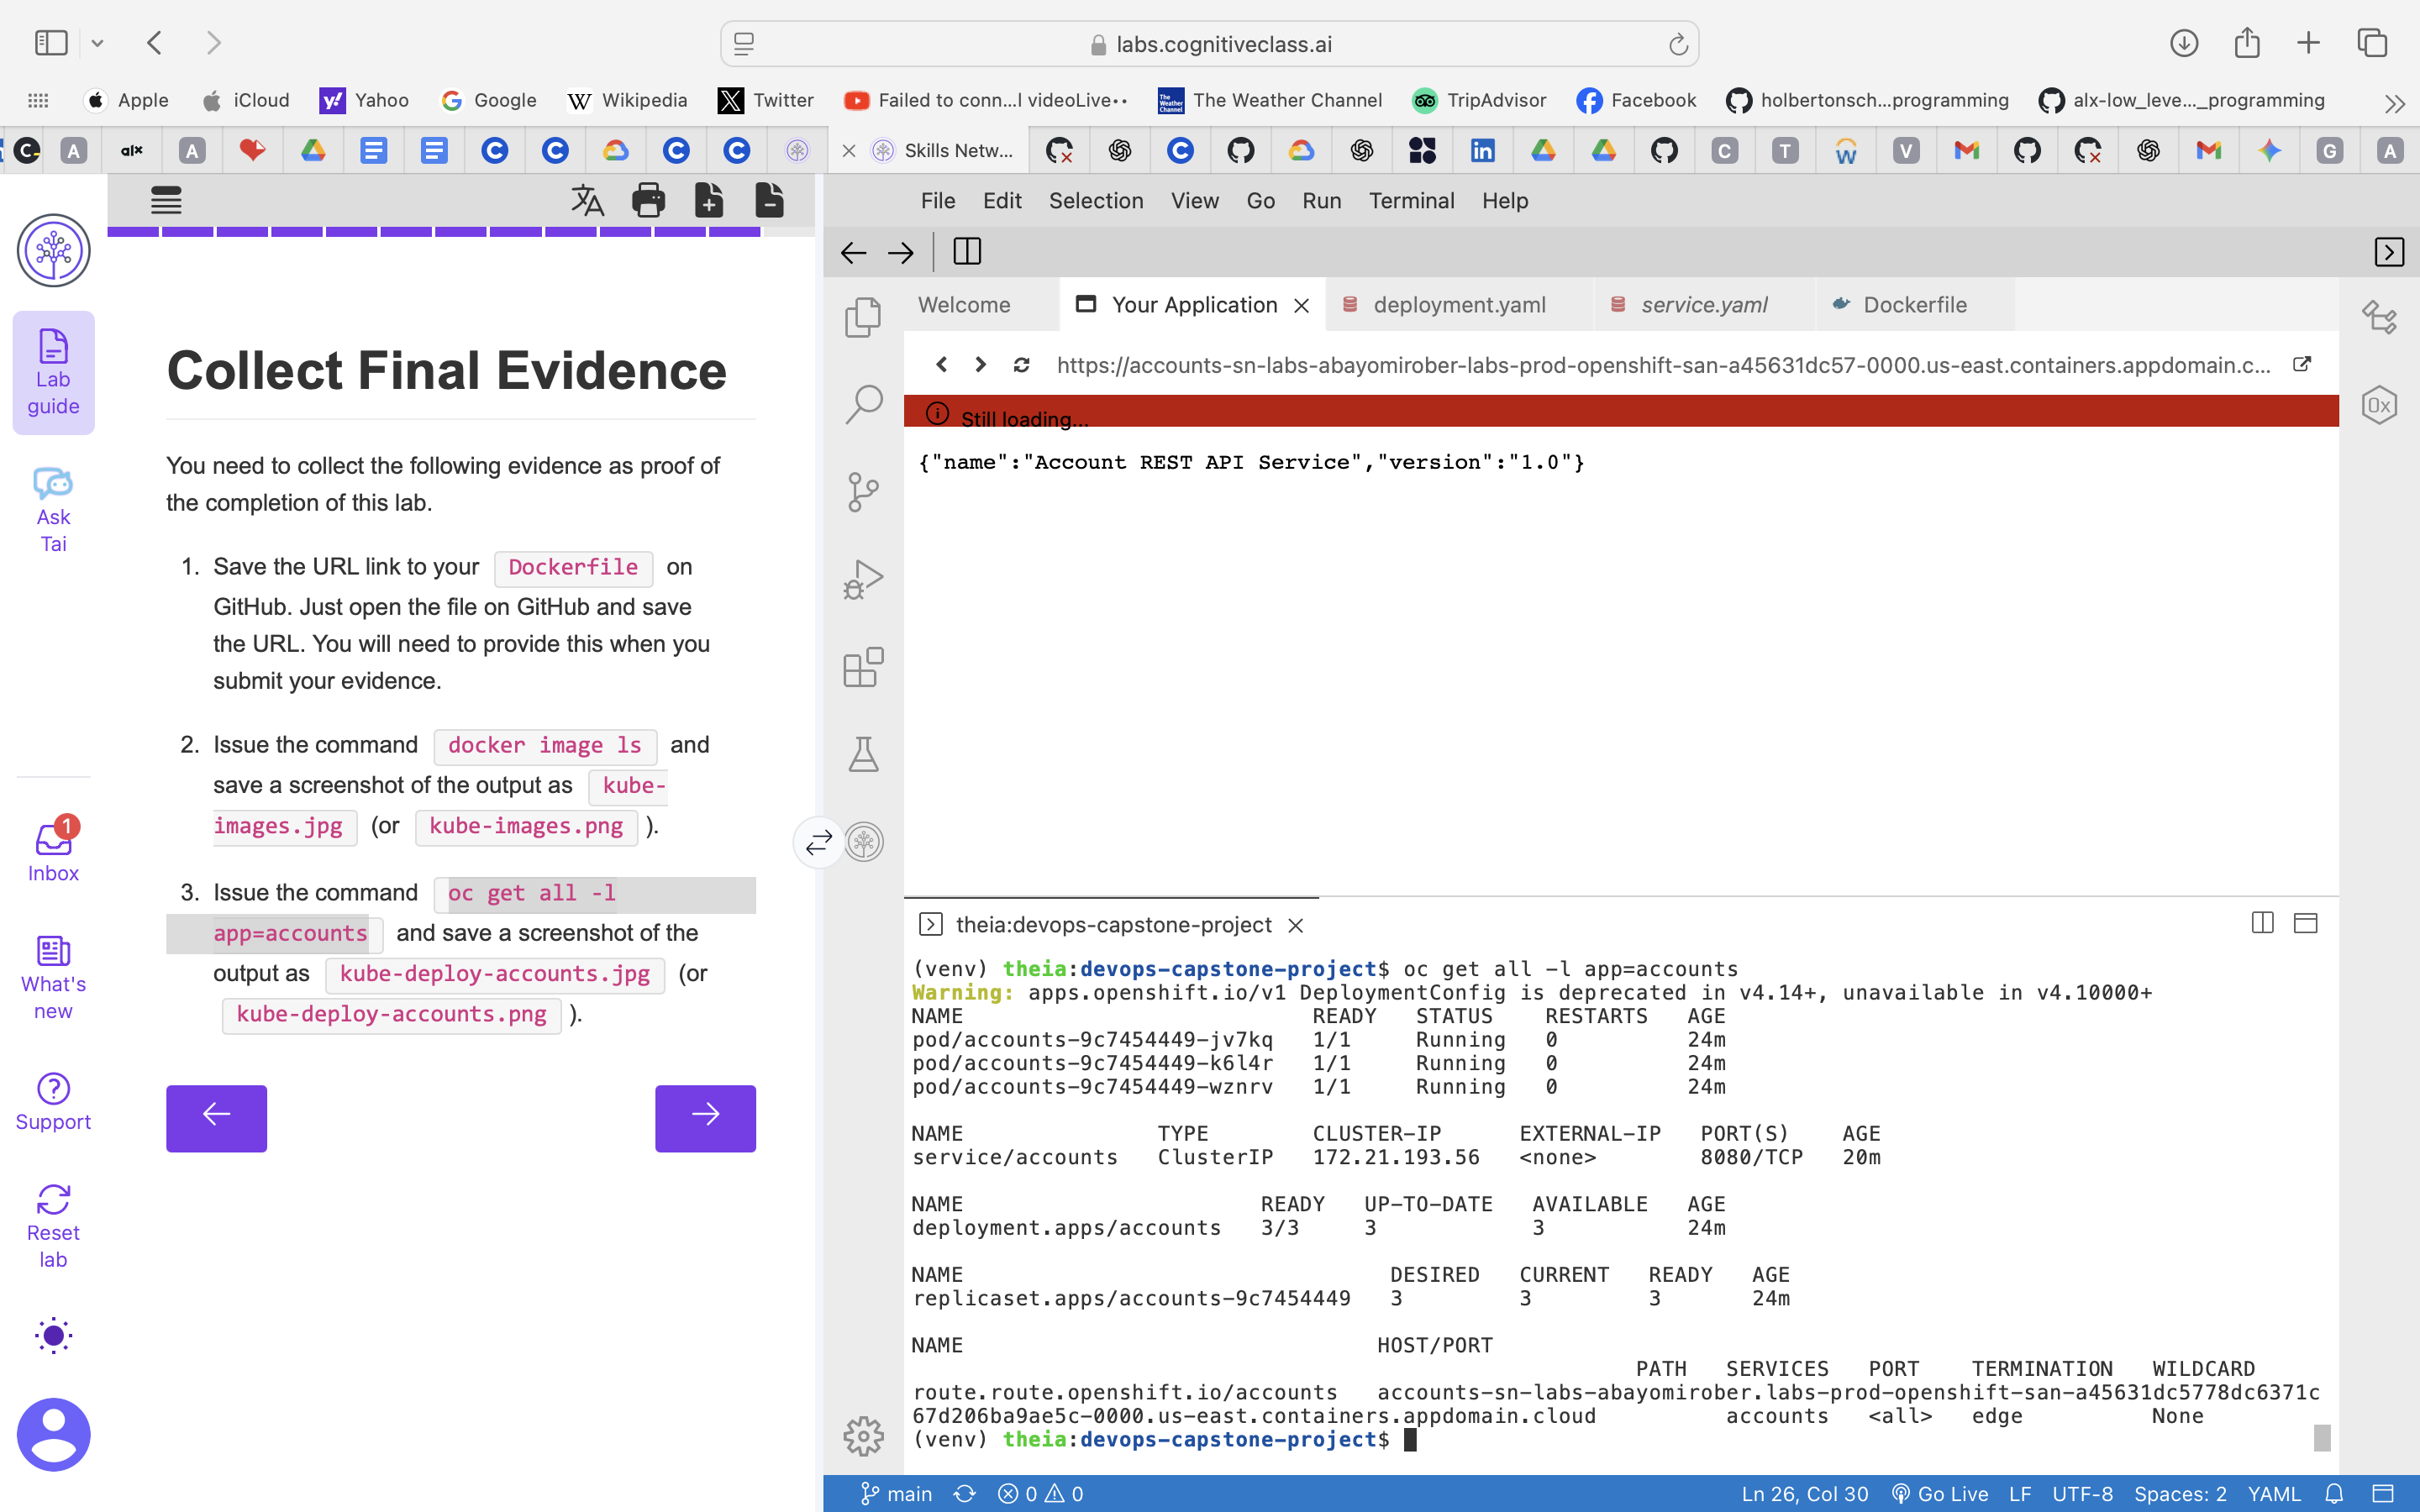 labs.cognitiveclass.ai
Apple
iCloud
Yahoo
Google
Wikipedia
Twitter
Failed to conn...l videoLive··
The Weather Channel
TripAdvisor
Facebook
holbertonsch...programming
alx-low_leve..._programming
Skills Netw...
File Edit Selection View Go Run Terminal Help
Lab
guide
Ask
Tai
Inbox
1
What's
new
Support
Reset
lab
Collect Final Evidence
You need to collect the following evidence as proof of
the completion of this lab.
1. Save the URL link to your Dockerfile on
GitHub. Just open the file on GitHub and save
the URL. You will need to provide this when you
submit your evidence.
2. Issue the command docker image ls and
save a screenshot of the output as kube-
images.jpg (or kube-images.png ).
3. Issue the command oc get all -l
app=accounts and save a screenshot of the
output as kube-deploy-accounts.jpg (or
kube-deploy-accounts.png ).
Welcome
Your Application
deployment.yaml
service.yaml
Dockerfile
https://accounts-sn-labs-abayomirober-labs-prod-openshift-san-a45631dc57-0000.us-east.containers.appdomain.c...
Still loading...
{"name":"Account REST API Service","version":"1.0"}
theia:devops-capstone-project
(venv) theia:devops-capstone-project$ oc get all -l app=accounts
Warning: apps.openshift.io/v1 DeploymentConfig is deprecated in v4.14+, unavailable in v4.10000+
NAME READY STATUS RESTARTS AGE
pod/accounts-9c7454449-jv7kq 1/1 Running 0 24m
pod/accounts-9c7454449-k6l4r 1/1 Running 0 24m
pod/accounts-9c7454449-wznrv 1/1 Running 0 24m
NAME TYPE CLUSTER-IP EXTERNAL-IP PORT(S) AGE
service/accounts ClusterIP 172.21.193.56 <none> 8080/TCP 20m
NAME READY UP-TO-DATE AVAILABLE AGE
deployment.apps/accounts 3/3 3 3 24m
NAME DESIRED CURRENT READY AGE
replicaset.apps/accounts-9c7454449 3 3 3 24m
NAME HOST/PORT
PATH SERVICES PORT TERMINATION WILDCARD
route.route.openshift.io/accounts accounts-sn-labs-abayomirober.labs-prod-openshift-san-a45631dc5778dc6371c
67d206ba9ae5c-0000.us-east.containers.appdomain.cloud accounts <all> edge None
(venv) theia:devops-capstone-project$
main 0 0
Ln 26, Col 30 Go Live LF UTF-8 Spaces: 2 YAML